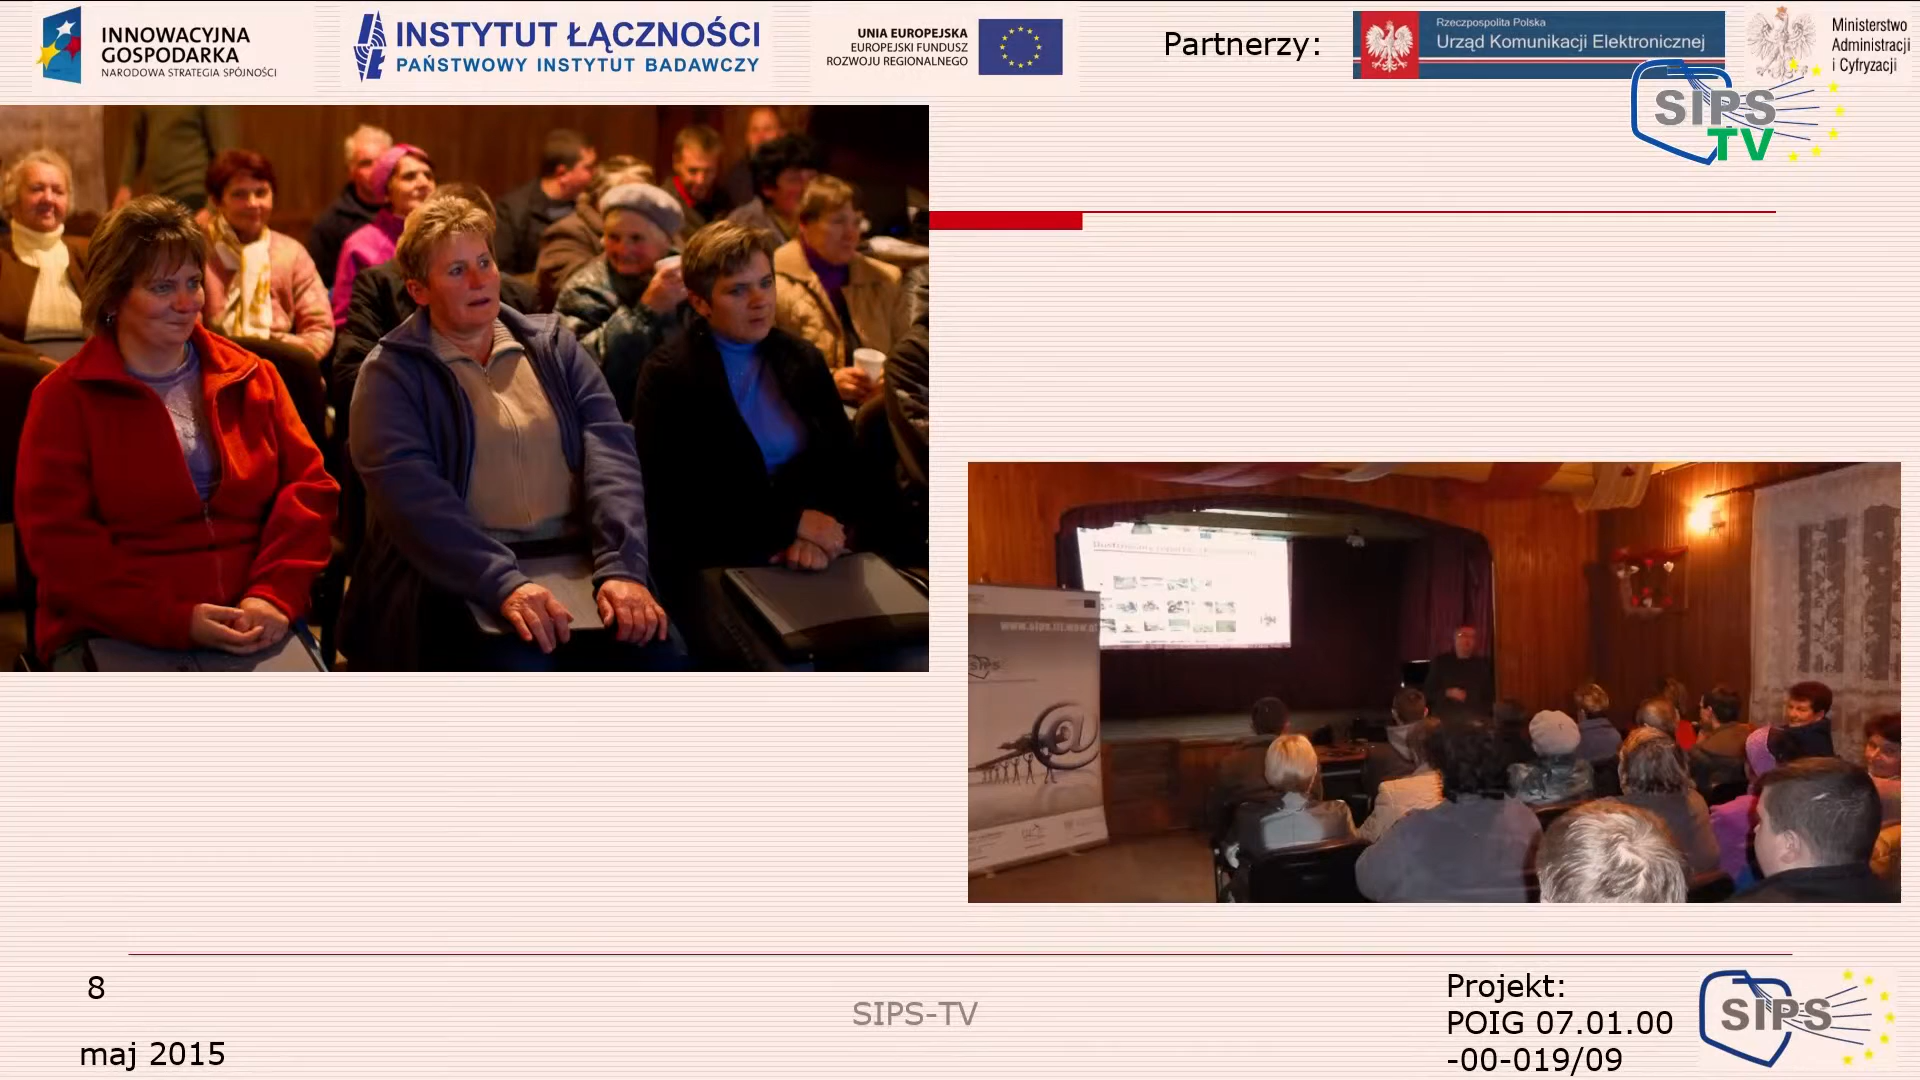 INNOWACYJNA
GOSPODARKA
NARODOWA STRATEGIA SPÓJNOŚCI
INSTYTUT ŁĄCZNOŚCI
PAŃSTWOWY INSTYTUT BADAWCZY
UNIA EUROPEJSKA
EUROPEJSKI FUNDUSZ
ROZWOJU REGIONALNEGO
Partnerzy:
Rzeczpospolita Polska
Urząd Komunikacji Elektronicznej
Ministerstwo
Administracji
i Cyfryzacji
SIPS
TV
SIPS
@
8
maj 2015
SIPS-TV
Projekt:
POIG 07.01.00
-00-019/09
SIPS